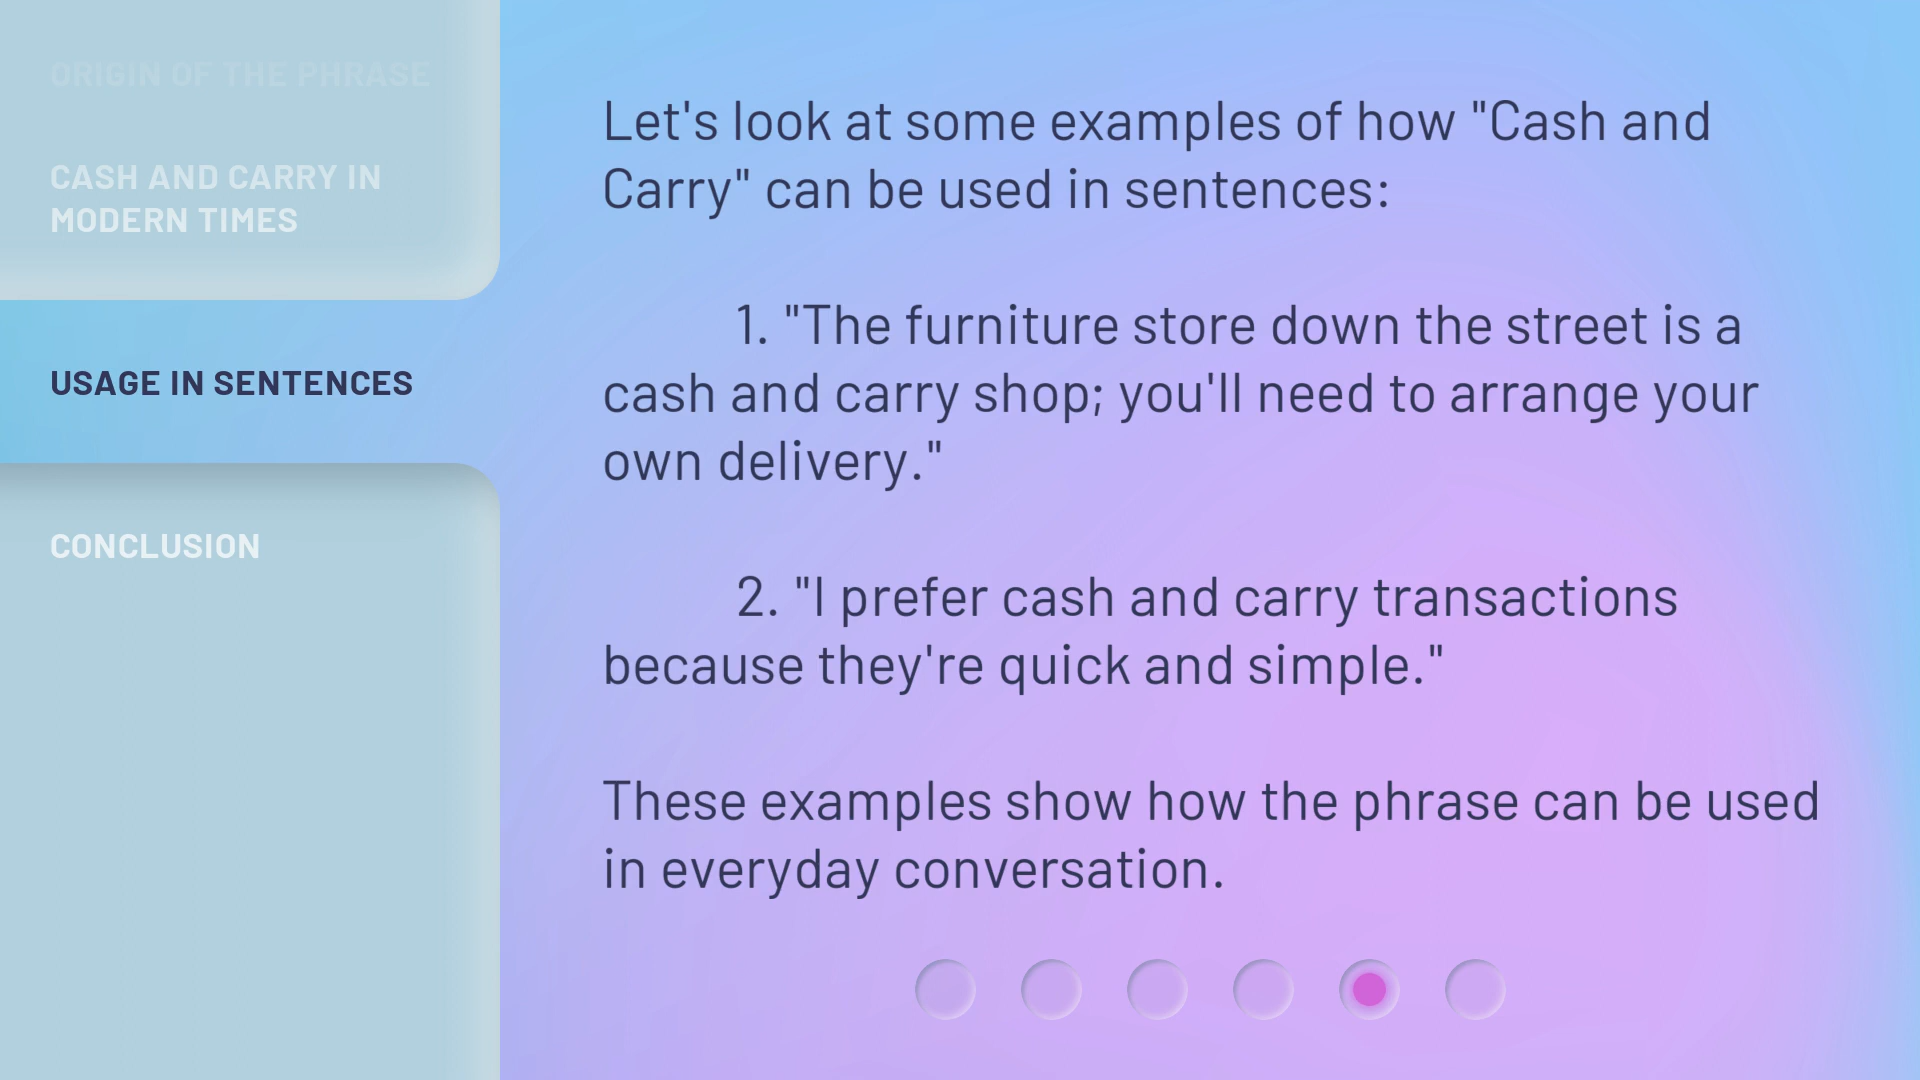 ORIGIN OF THE PHRASE
CASH AND CARRY IN
MODERN TIMES
USAGE IN SENTENCES
CONCLUSION
Let's look at some examples of how "Cash and
Carry" can be used in sentences:
1. "The furniture store down the street is a
cash and carry shop; you'll need to arrange your
own delivery."
2. "I prefer cash and carry transactions
because they're quick and simple."
These examples show how the phrase can be used
in everyday conversation.